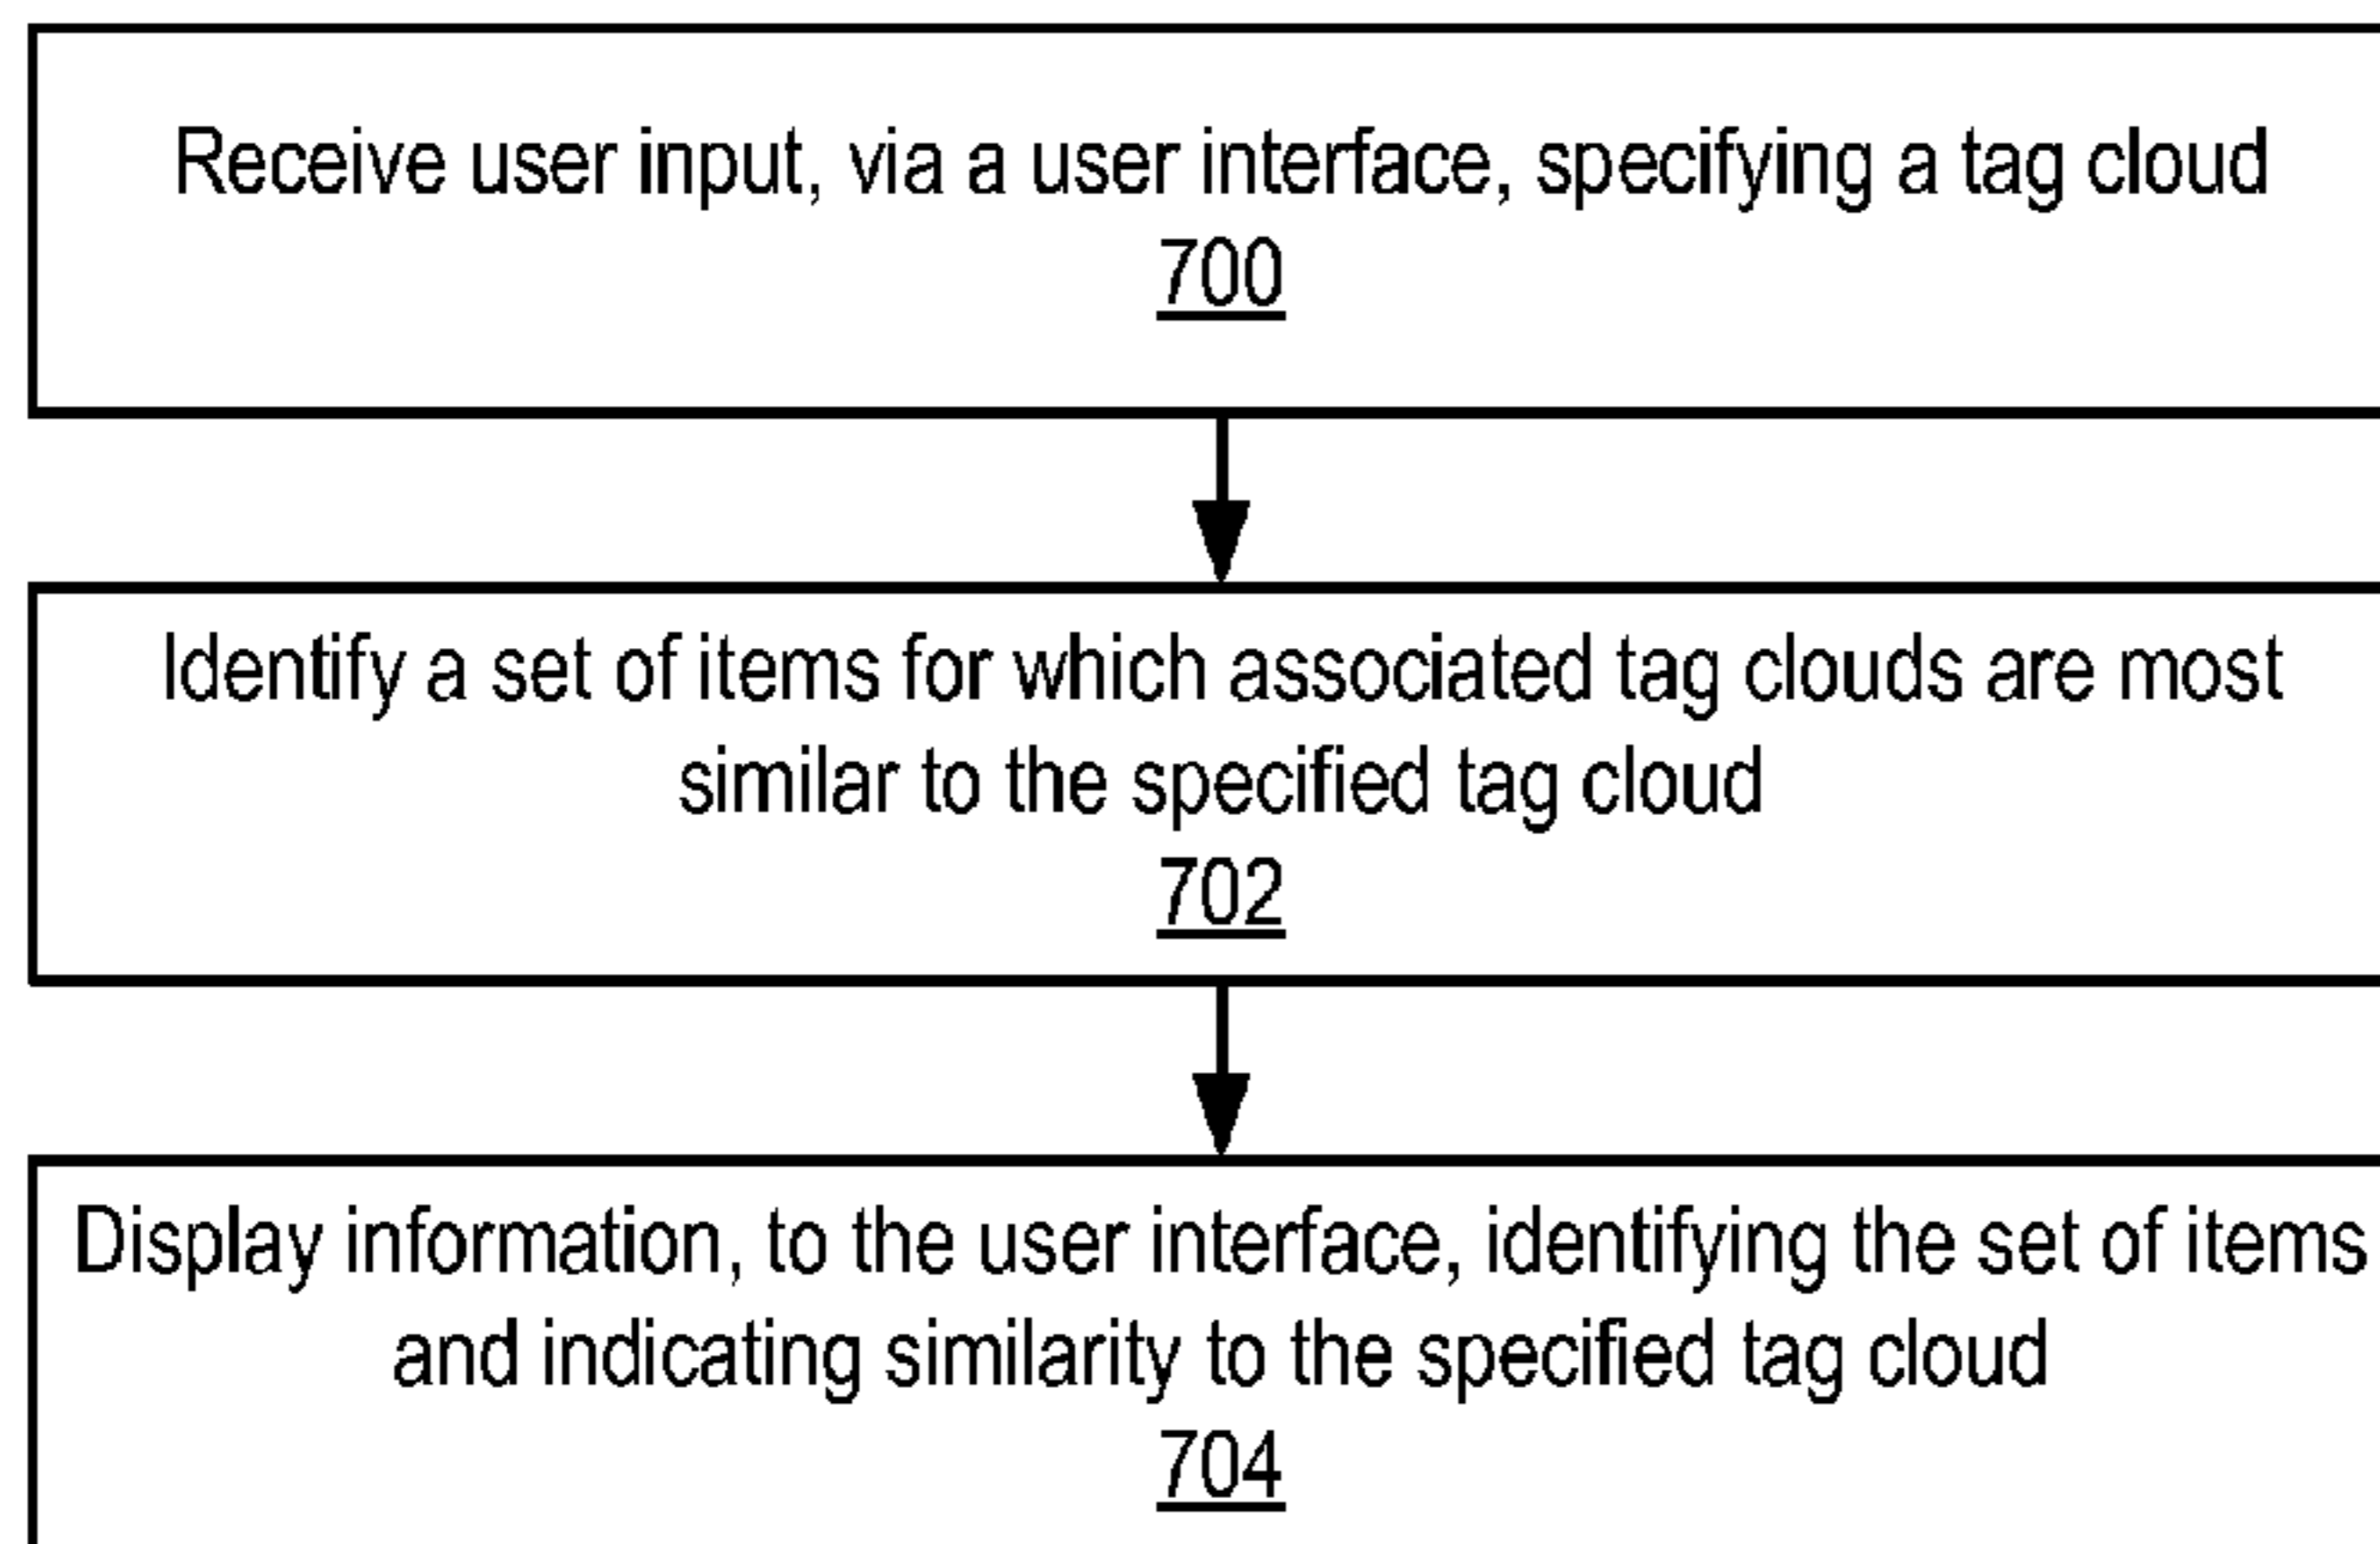 Receive user input, via a user interface, specifying a tag cloud
700
Identify a set of items for which associated tag clouds are most
similar to the specified tag cloud
702
Display information, to the user interface, identifying the set of items
and indicating similarity to the specified tag cloud
704